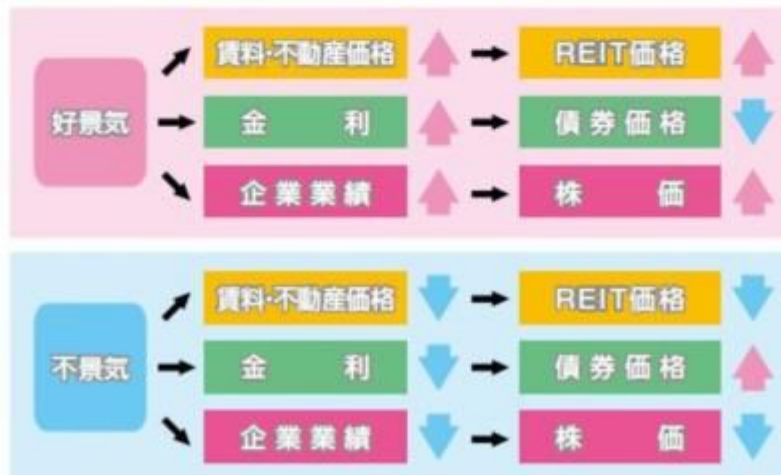 好景気
賃料・不動産価格
REIT価格
金利
債券価格
企業業績
株価
不景気
賃料・不動産価格
REIT価格
金利
債券価格
企業業績
株価